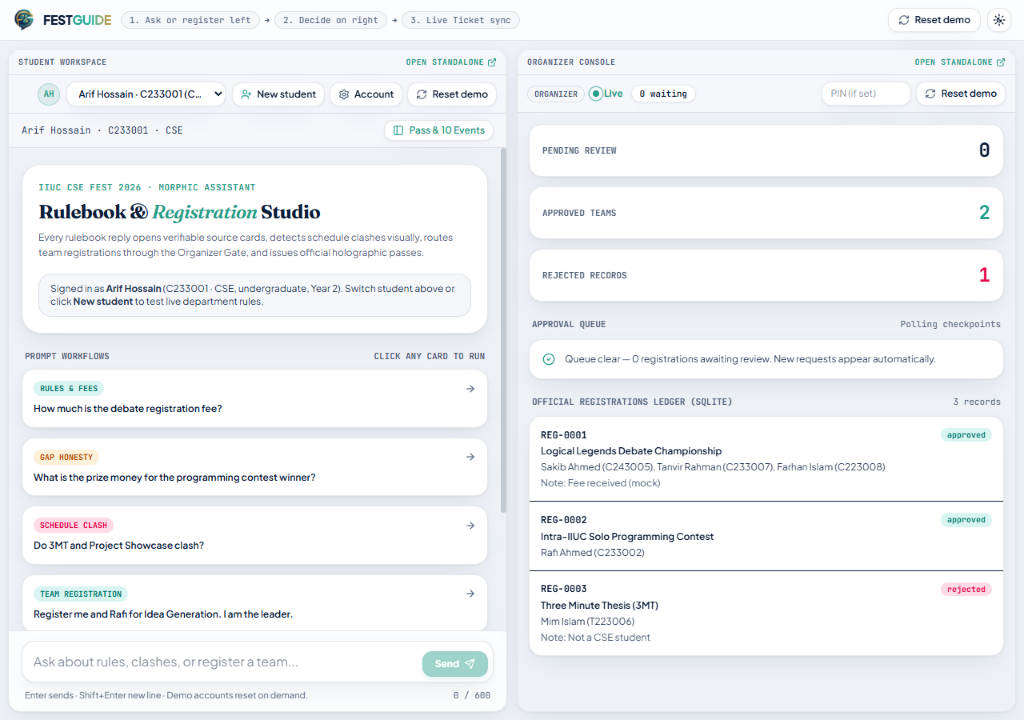 FESTGUIDE
1. Ask or register left → 2. Decide on right → 3. Live Ticket sync
Reset demo
STUDENT WORKSPACE
OPEN STANDALONE
AH
Arif Hossain · C233001 (C...
New student
Account
Reset demo
Arif Hossain · C233001 · CSE
Pass & 10 Events
IIUC CSE FEST 2026 · MORPHIC ASSISTANT
Rulebook & Registration Studio
Every rulebook reply opens verifiable source cards, detects schedule clashes visually, routes
team registrations through the Organizer Gate, and issues official holographic passes.
Signed in as Arif Hossain (C233001 · CSE, undergraduate, Year 2). Switch student above or
click New student to test live department rules.
PROMPT WORKFLOWS
CLICK ANY CARD TO RUN
RULES & FEES
How much is the debate registration fee?
GAP HONESTY
What is the prize money for the programming contest winner?
SCHEDULE CLASH
Do 3MT and Project Showcase clash?
TEAM REGISTRATION
Register me and Rafi for Idea Generation. I am the leader.
Ask about rules, clashes, or register a team...
Send
Enter sends · Shift+Enter new line · Demo accounts reset on demand.
0 / 600
ORGANIZER CONSOLE
OPEN STANDALONE
ORGANIZER
Live
0 waiting
PIN (if set)
Reset demo
PENDING REVIEW
0
APPROVED TEAMS
2
REJECTED RECORDS
1
APPROVAL QUEUE
Polling checkpoints
Queue clear — 0 registrations awaiting review. New requests appear automatically.
OFFICIAL REGISTRATIONS LEDGER (SQLITE)
3 records
REG-0001
approved
Logical Legends Debate Championship
Sakib Ahmed (C243005), Tanvir Rahman (C233007), Farhan Islam (C223008)
Note: Fee received (mock)
REG-0002
approved
Intra-IIUC Solo Programming Contest
Rafi Ahmed (C233002)
REG-0003
rejected
Three Minute Thesis (3MT)
Mim Islam (T223006)
Note: Not a CSE student